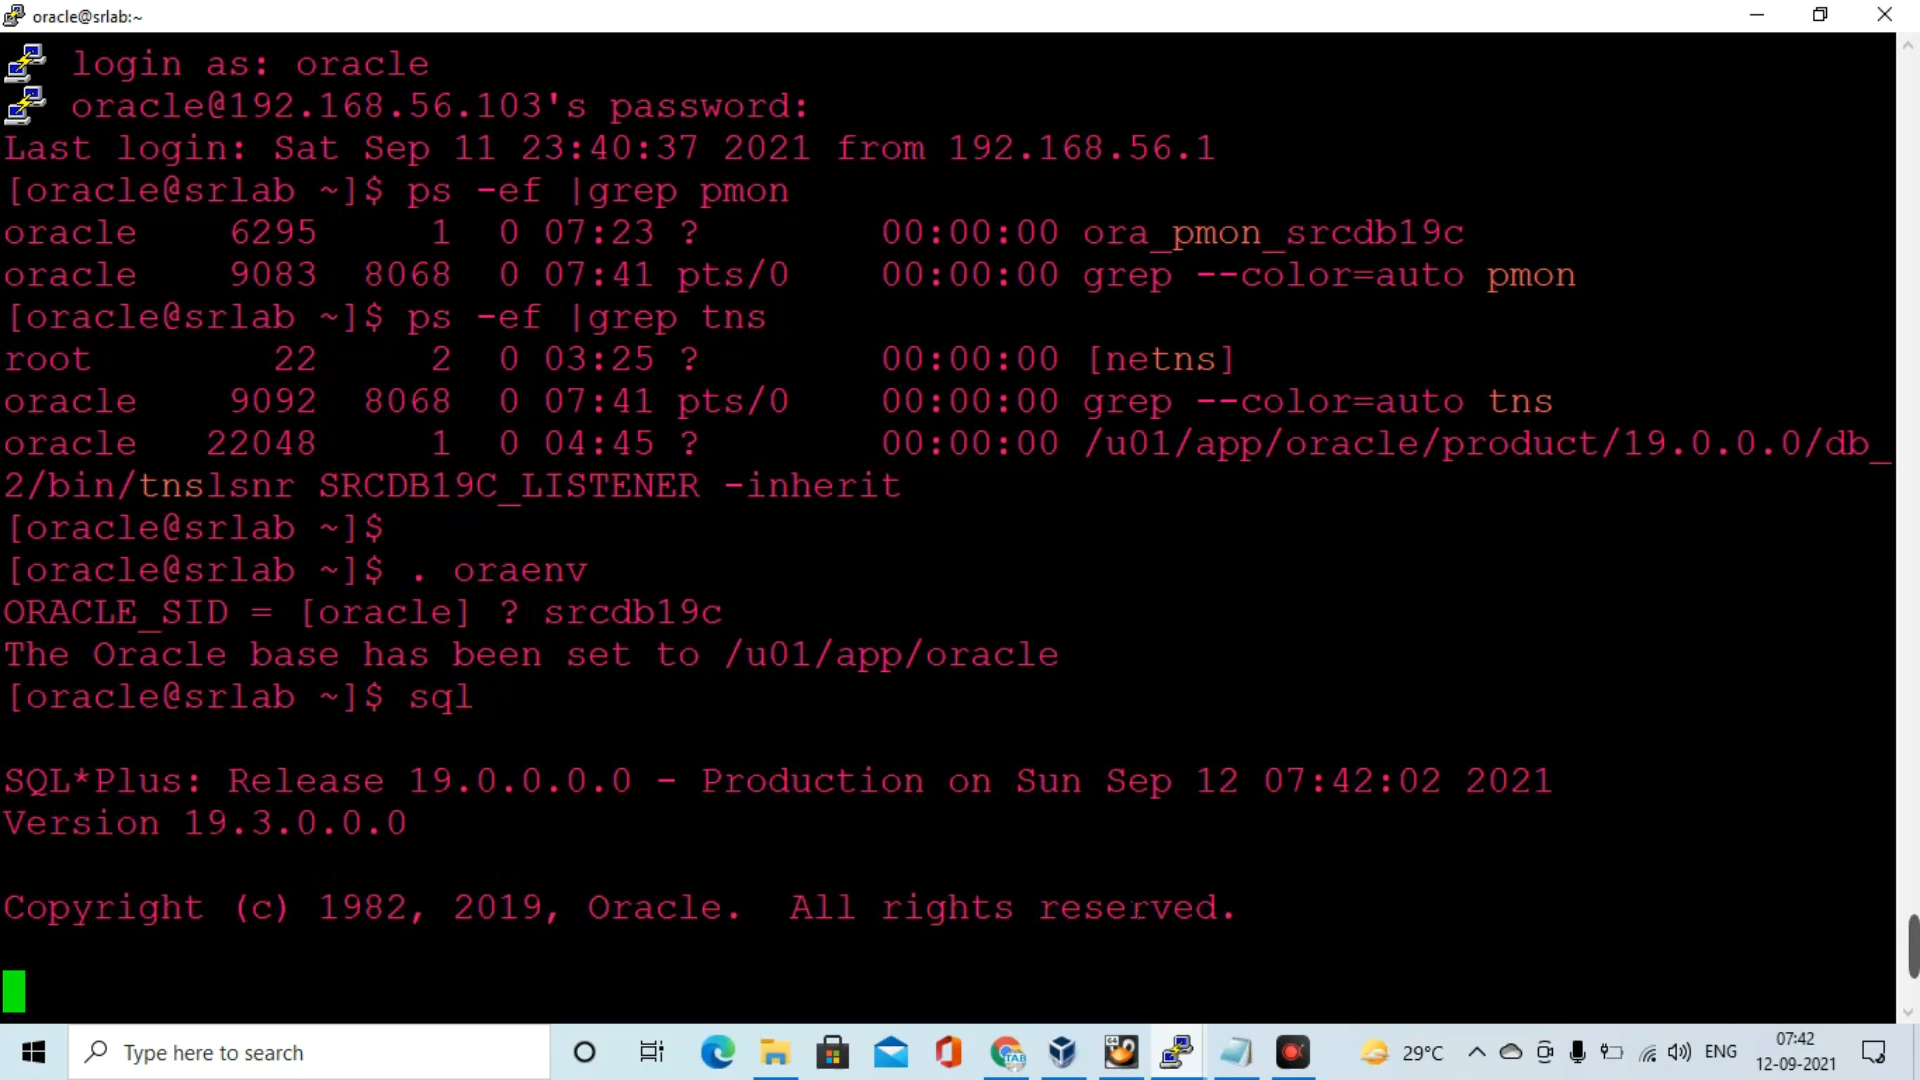 oracle@srlab:~
login as: oracle
oracle@192.168.56.103's password:
Last login: Sat Sep 11 23:40:37 2021 from 192.168.56.1
[oracle@srlab ~]$ ps -ef |grep pmon
oracle    6295     1  0 07:23 ?        00:00:00 ora_pmon_srcdb19c
oracle    9083  8068  0 07:41 pts/0    00:00:00 grep --color=auto pmon
[oracle@srlab ~]$ ps -ef |grep tns
root        22     2  0 03:25 ?        00:00:00 [netns]
oracle    9092  8068  0 07:41 pts/0    00:00:00 grep --color=auto tns
oracle   22048     1  0 04:45 ?        00:00:00 /u01/app/oracle/product/19.0.0.0/db_
2/bin/tnslsnr SRCDB19C_LISTENER -inherit
[oracle@srlab ~]$
[oracle@srlab ~]$ . oraenv
ORACLE_SID = [oracle] ? srcdb19c
The Oracle base has been set to /u01/app/oracle
[oracle@srlab ~]$ sql
SQL*Plus: Release 19.0.0.0.0 - Production on Sun Sep 12 07:42:02 2021
Version 19.3.0.0.0
Copyright (c) 1982, 2019, Oracle.  All rights reserved.
Type here to search
TAB
64
29°C
ENG
07:42
12-09-2021